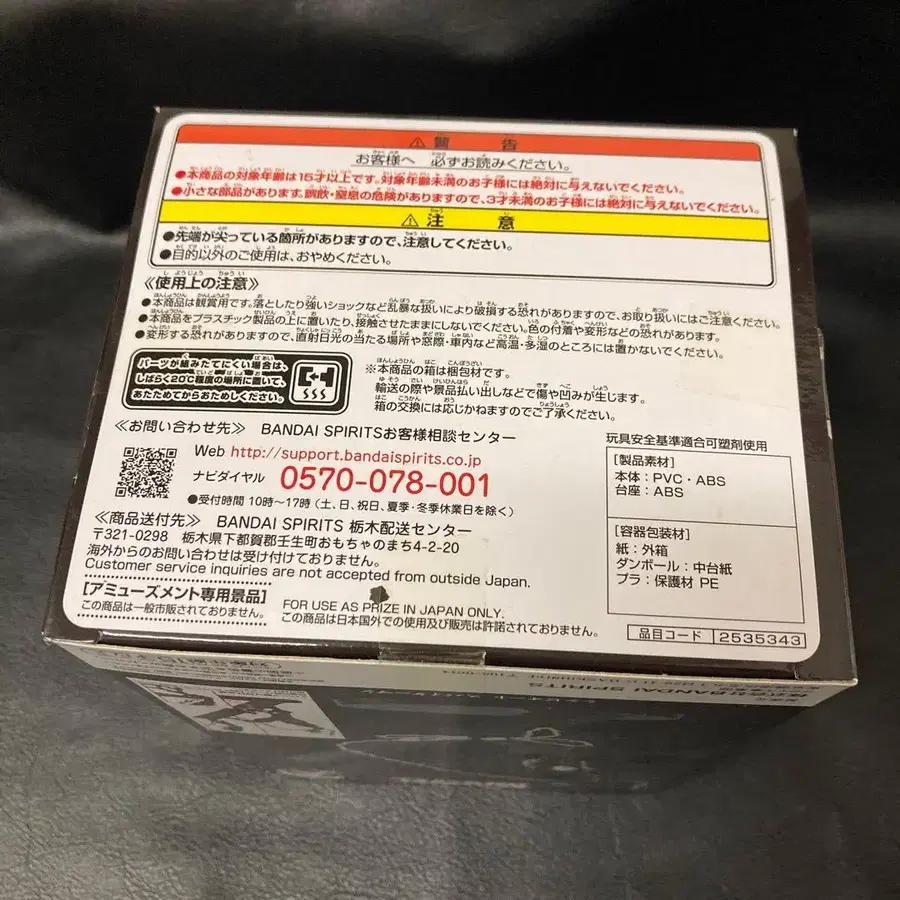 ⚠警 告
お客様へ 必ずお読みください。
●本商品の対象年齢は15才以上です。対象年齢未満のお子様には絶対に与えないでください。
●小さな部品があります。誤飲・窒息の危険がありますので、3才未満のお子様には絶対に与えないでください。
⚠注 意
●先端が尖っている箇所がありますので、注意してください。
●目的以外のご使用は、おやめください。
《使用上の注意》
●本商品は観賞用です。落としたり強いショックなど乱暴な扱いにより破損する恐れがありますので、お取り扱いにはご注意ください。
●本商品をプラスチック製品の上に置いたり、接触させたままにしないでください。色の付着や変形などの恐れがあります。
●変形する恐れがありますので、直射日光の当たる場所や窓際・車内など高温・多湿のところには置かないでください。
パーツが組みたてにくい場合は、
しばらく20℃程度の場所に置いて、
あたためてからおためしください。
※本商品の箱は梱包材です。
輸送の際や景品払い出しなどで傷や凹みが生じます。
箱の交換には応じかねますのでご了承ください。
≪お問い合わせ先≫ BANDAI SPIRITSお客様相談センター
Web http://support.bandaispirits.co.jp
ナビダイヤル 0570-078-001
●受付時間 10時～17時 (土、日、祝日、夏季・冬季休業日を除く)
≪商品送付先≫ BANDAI SPIRITS 栃木配送センター
〒321-0298 栃木県下都賀郡壬生町おもちゃのまち4-2-20
海外からのお問い合わせは受け付けておりません。
Customer service inquiries are not accepted from outside Japan.
[アミューズメント専用景品]
この商品は一般市販されておりません。
FOR USE AS PRIZE IN JAPAN ONLY.
この商品は日本国外での使用及び販売は許諾されておりません。
玩具安全基準適合可塑剤使用
[製品素材]
本体:PVC・ABS
台座:ABS
[容器包装材]
紙:外箱
ダンボール:中台紙
プラ:保護材 PE
品目コード 2535343
株式会社BANDAI SPIRITS